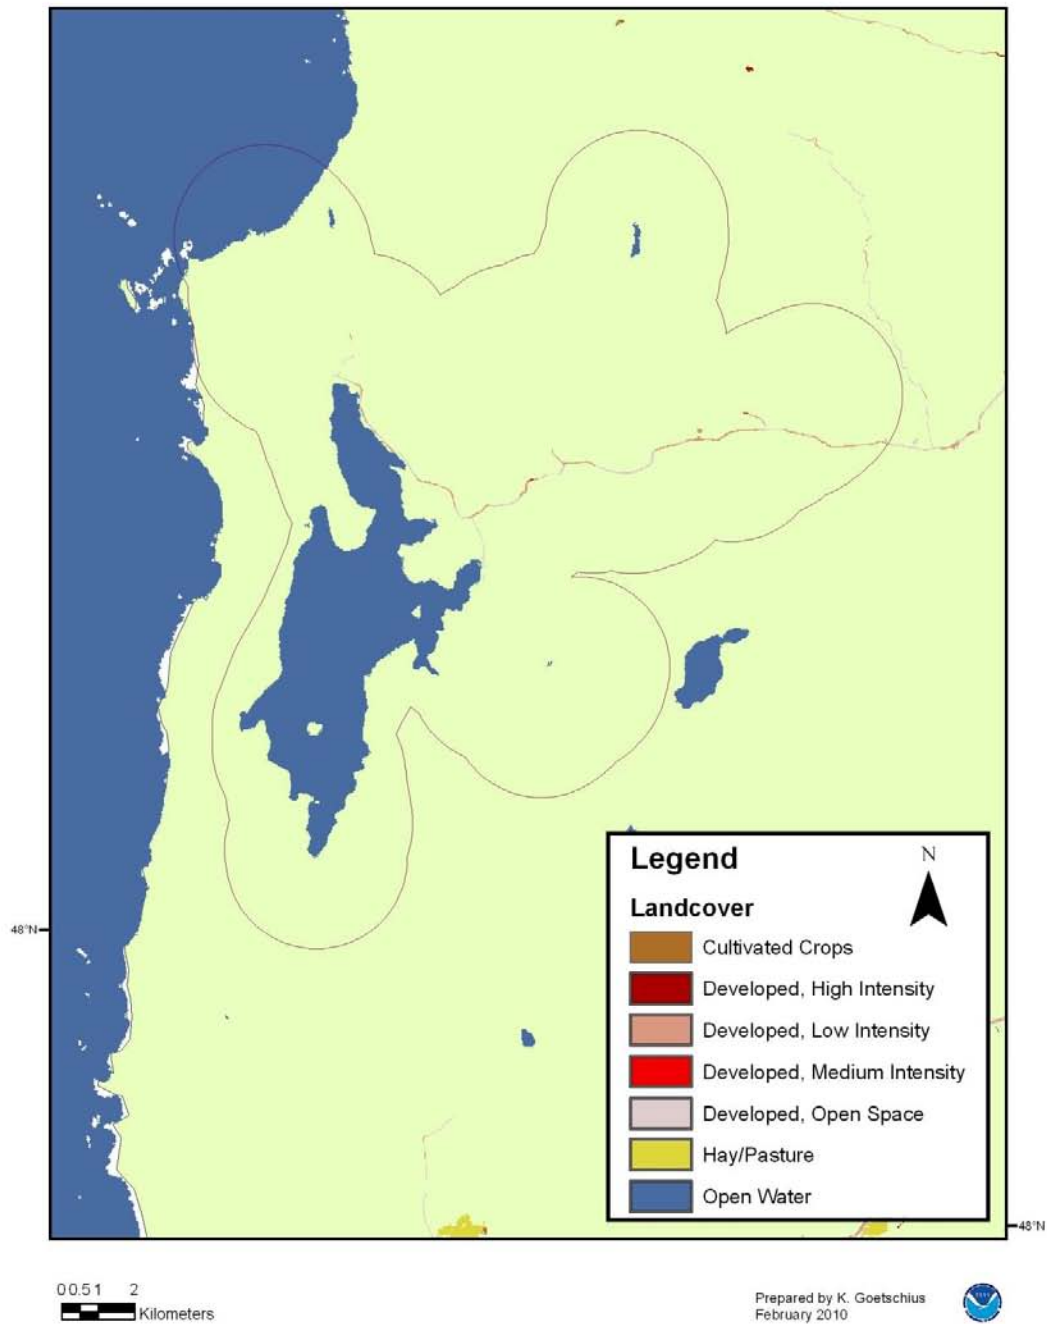 Legend
N
Landcover
Cultivated Crops
Developed, High Intensity
Developed, Low Intensity
Developed, Medium Intensity
Developed, Open Space
Hay/Pasture
Open Water
48°N
48°N
0 0.5 1 2
Kilometers
Prepared by K. Goetschius
February 2010